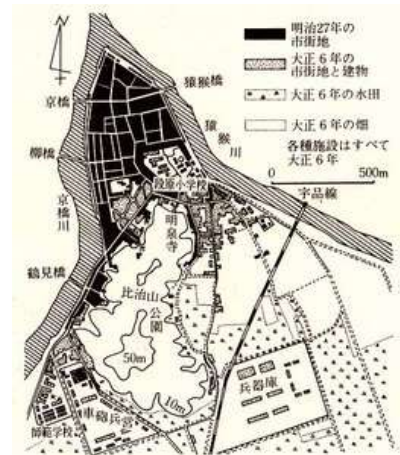 N
明治27年の
市街地
大正6年の
市街地と建物
大正6年の水田
大正6年の畑
各種施設はすべて
大正6年
0 500m
猿猴橋
京橋
猿猴川
柳橋
段原小学校
宇品線
京橋川
明泉寺
鶴見橋
比治山公園
50m
10m
兵器庫
車砲兵営
師範学校